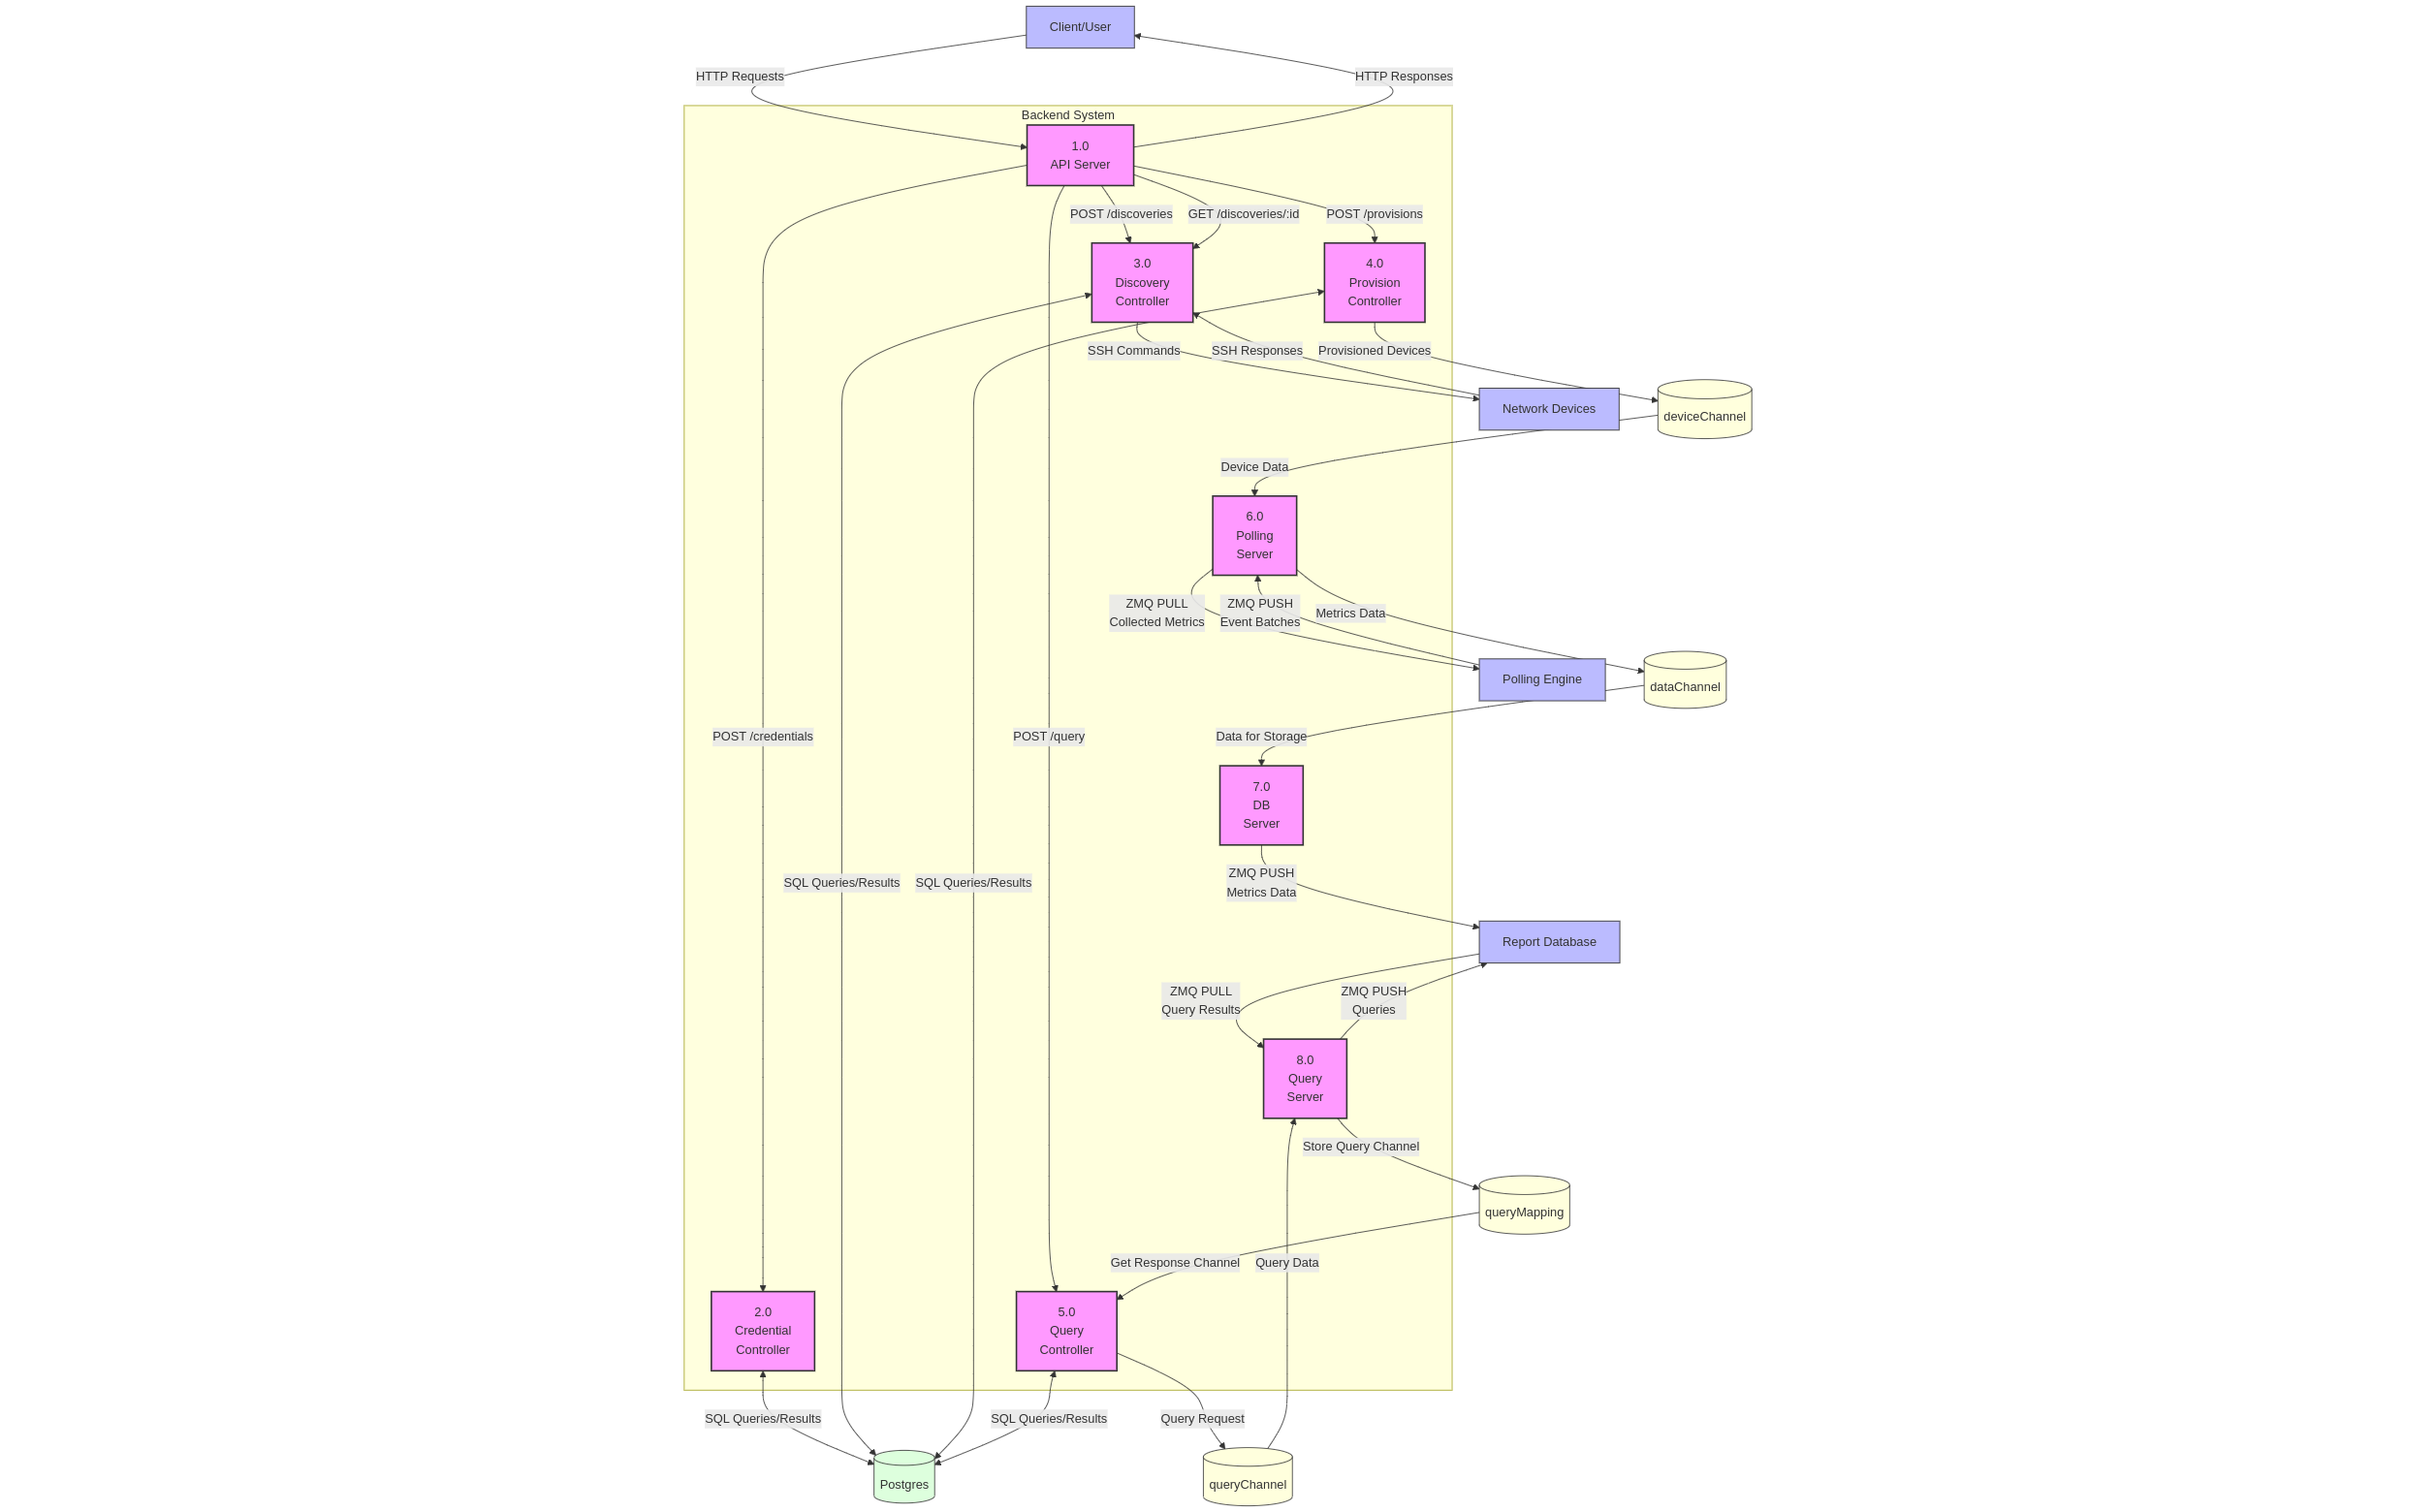 Client/User
HTTP Requests
HTTP Responses
Backend System
1.0
API Server
POST /discoveries
GET /discoveries/:id
POST /provisions
3.0
Discovery
Controller
4.0
Provision
Controller
SSH Commands
SSH Responses
Provisioned Devices
Network Devices
deviceChannel
Device Data
6.0
Polling
Server
ZMQ PULL
Collected Metrics
ZMQ PUSH
Event Batches
Metrics Data
Polling Engine
dataChannel
POST /credentials
POST /query
Data for Storage
7.0
DB
Server
SQL Queries/Results
SQL Queries/Results
ZMQ PUSH
Metrics Data
Report Database
ZMQ PULL
Query Results
ZMQ PUSH
Queries
8.0
Query
Server
Store Query Channel
queryMapping
Get Response Channel
Query Data
2.0
Credential
Controller
5.0
Query
Controller
SQL Queries/Results
SQL Queries/Results
Query Request
Postgres
queryChannel